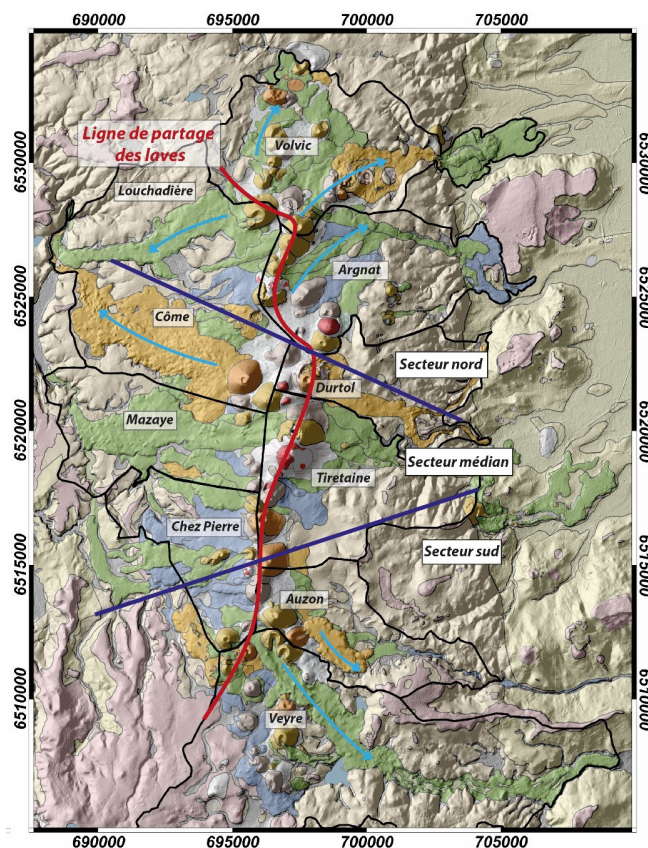 690000 695000 700000 705000
Ligne de partage
des laves
Volvic
Louchadière
6530000
6530000
Argnat
6525000
6525000
Côme
Secteur nord
Durtol
Mazaye
6520000
6520000
Secteur médian
Tiretaine
Chez Pierre
Secteur sud
6515000
6515000
Auzon
6510000
6510000
Veyre
690000 695000 700000 705000